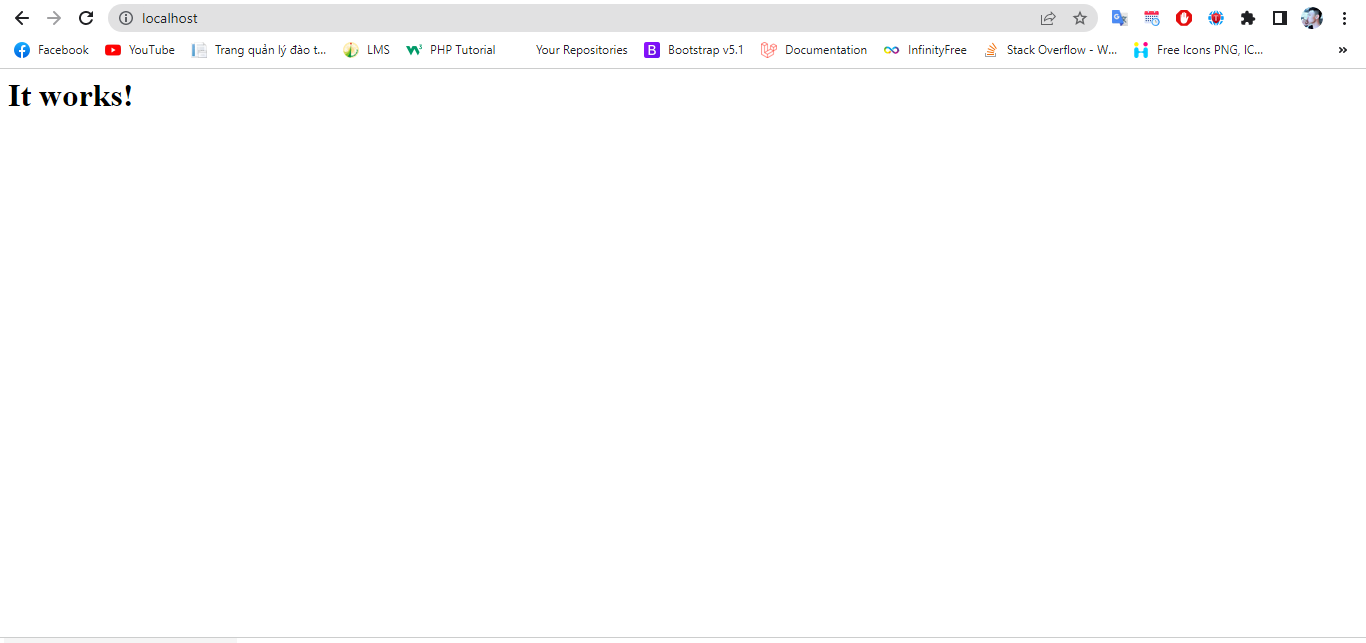 localhost
Facebook YouTube Trang quản lý đào t... LMS PHP Tutorial Your Repositories B Bootstrap v5.1 Documentation InfinityFree Stack Overflow - W... Free Icons PNG, IC... »
It works!